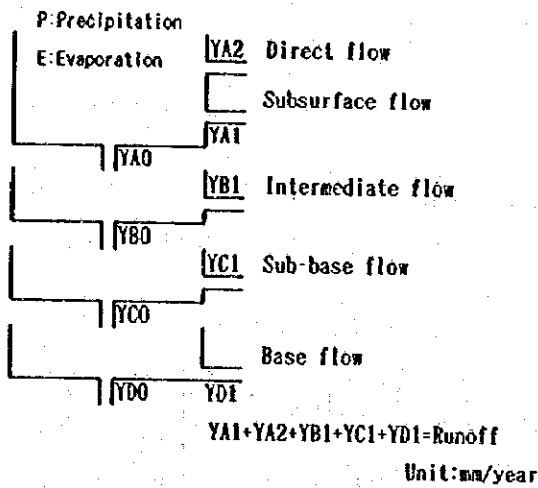 P:Precipitation
E:Evaporation
YA2 Direct flow
Subsurface flow
YA1
YA0
YB1 Intermediate flow
YB0
YC1 Sub-base flow
YC0
Base flow
YD0 YD1
YA1+YA2+YB1+YC1+YD1=Runoff
Unit:mm/year